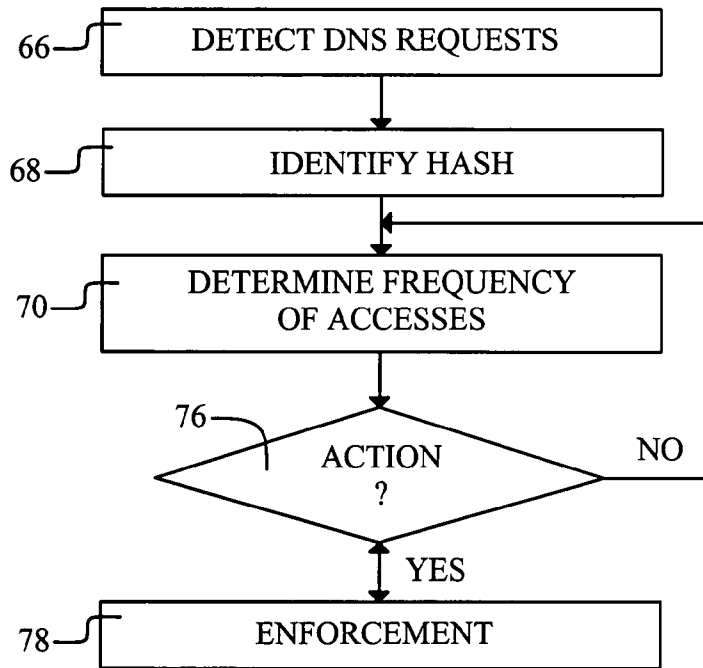 66
DETECT DNS REQUESTS
68
IDENTIFY HASH
70
DETERMINE FREQUENCY
OF ACCESSES
76
ACTION
?
NO
YES
78
ENFORCEMENT